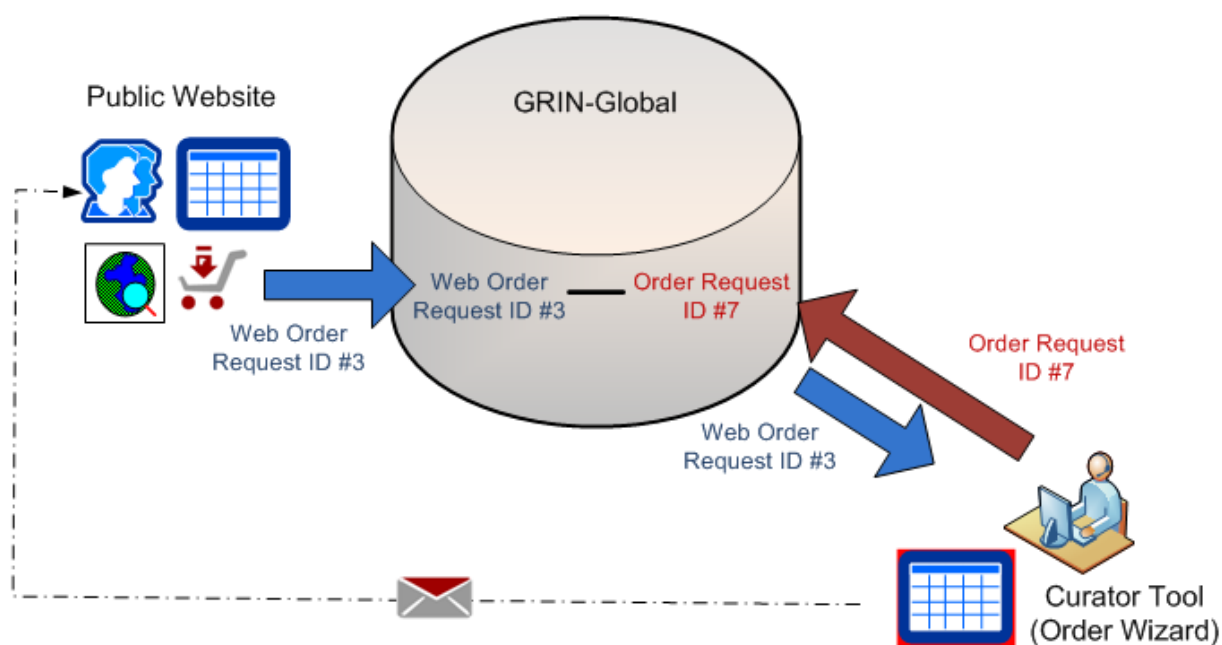 Public Website
GRIN-Global
Web Order
Request ID #3
Order Request
ID #7
Web Order
Request ID #3
Order Request
ID #7
Web Order
Request ID #3
Curator Tool
(Order Wizard)